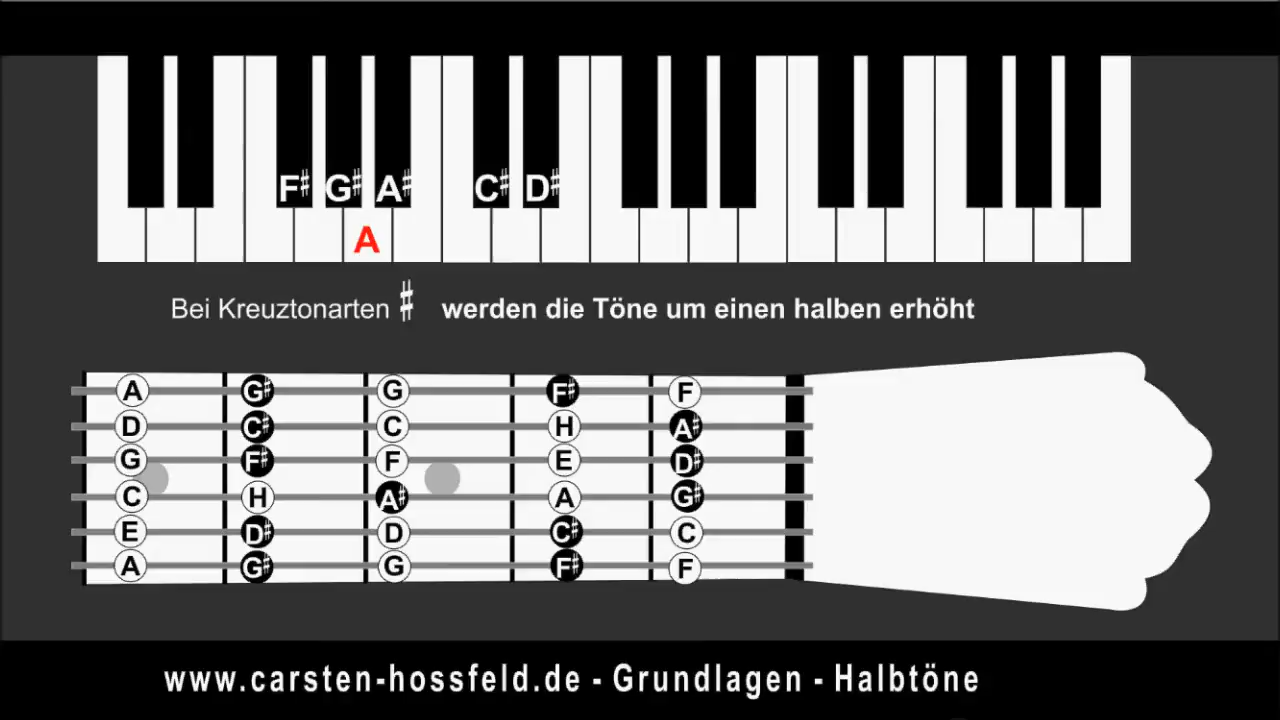 F♯ G♯ A♯ C♯ D♯
A
Bei Kreuztonarten ♯ werden die Töne um einen halben erhöht
A G♯ G F♯ F
D C♯ C H A♯
G F♯ F E D♯
C H A♯ A G♯
E D♯ D C♯ C
A G♯ G F♯ F
www.carsten-hossfeld.de - Grundlagen - Halbtöne